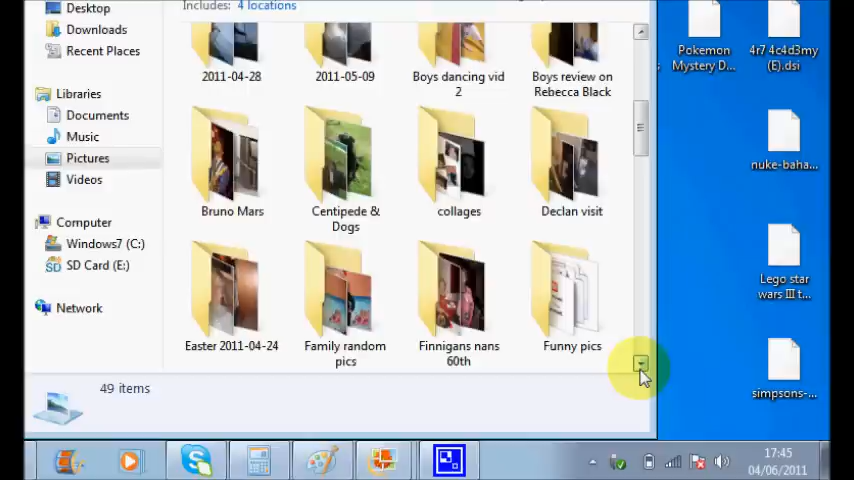 Desktop
Downloads
Recent Places
Libraries
Documents
Music
Pictures
Videos
Computer
Windows7 (C:)
SD Card (E:)
Network
Includes: 4 locations
2011-04-28
2011-05-09
Boys dancing vid
2
Boys review on
Rebecca Black
Bruno Mars
Centipede &
Dogs
collages
Declan visit
Easter 2011-04-24
Family random
pics
Finnigans nans
60th
Funny pics
49 items
Pokemon
Mystery D...
4r7 4c4d3my
(E).dsi
nuke-baha...
Lego star
wars III t...
simpsons-...
17:45
04/06/2011